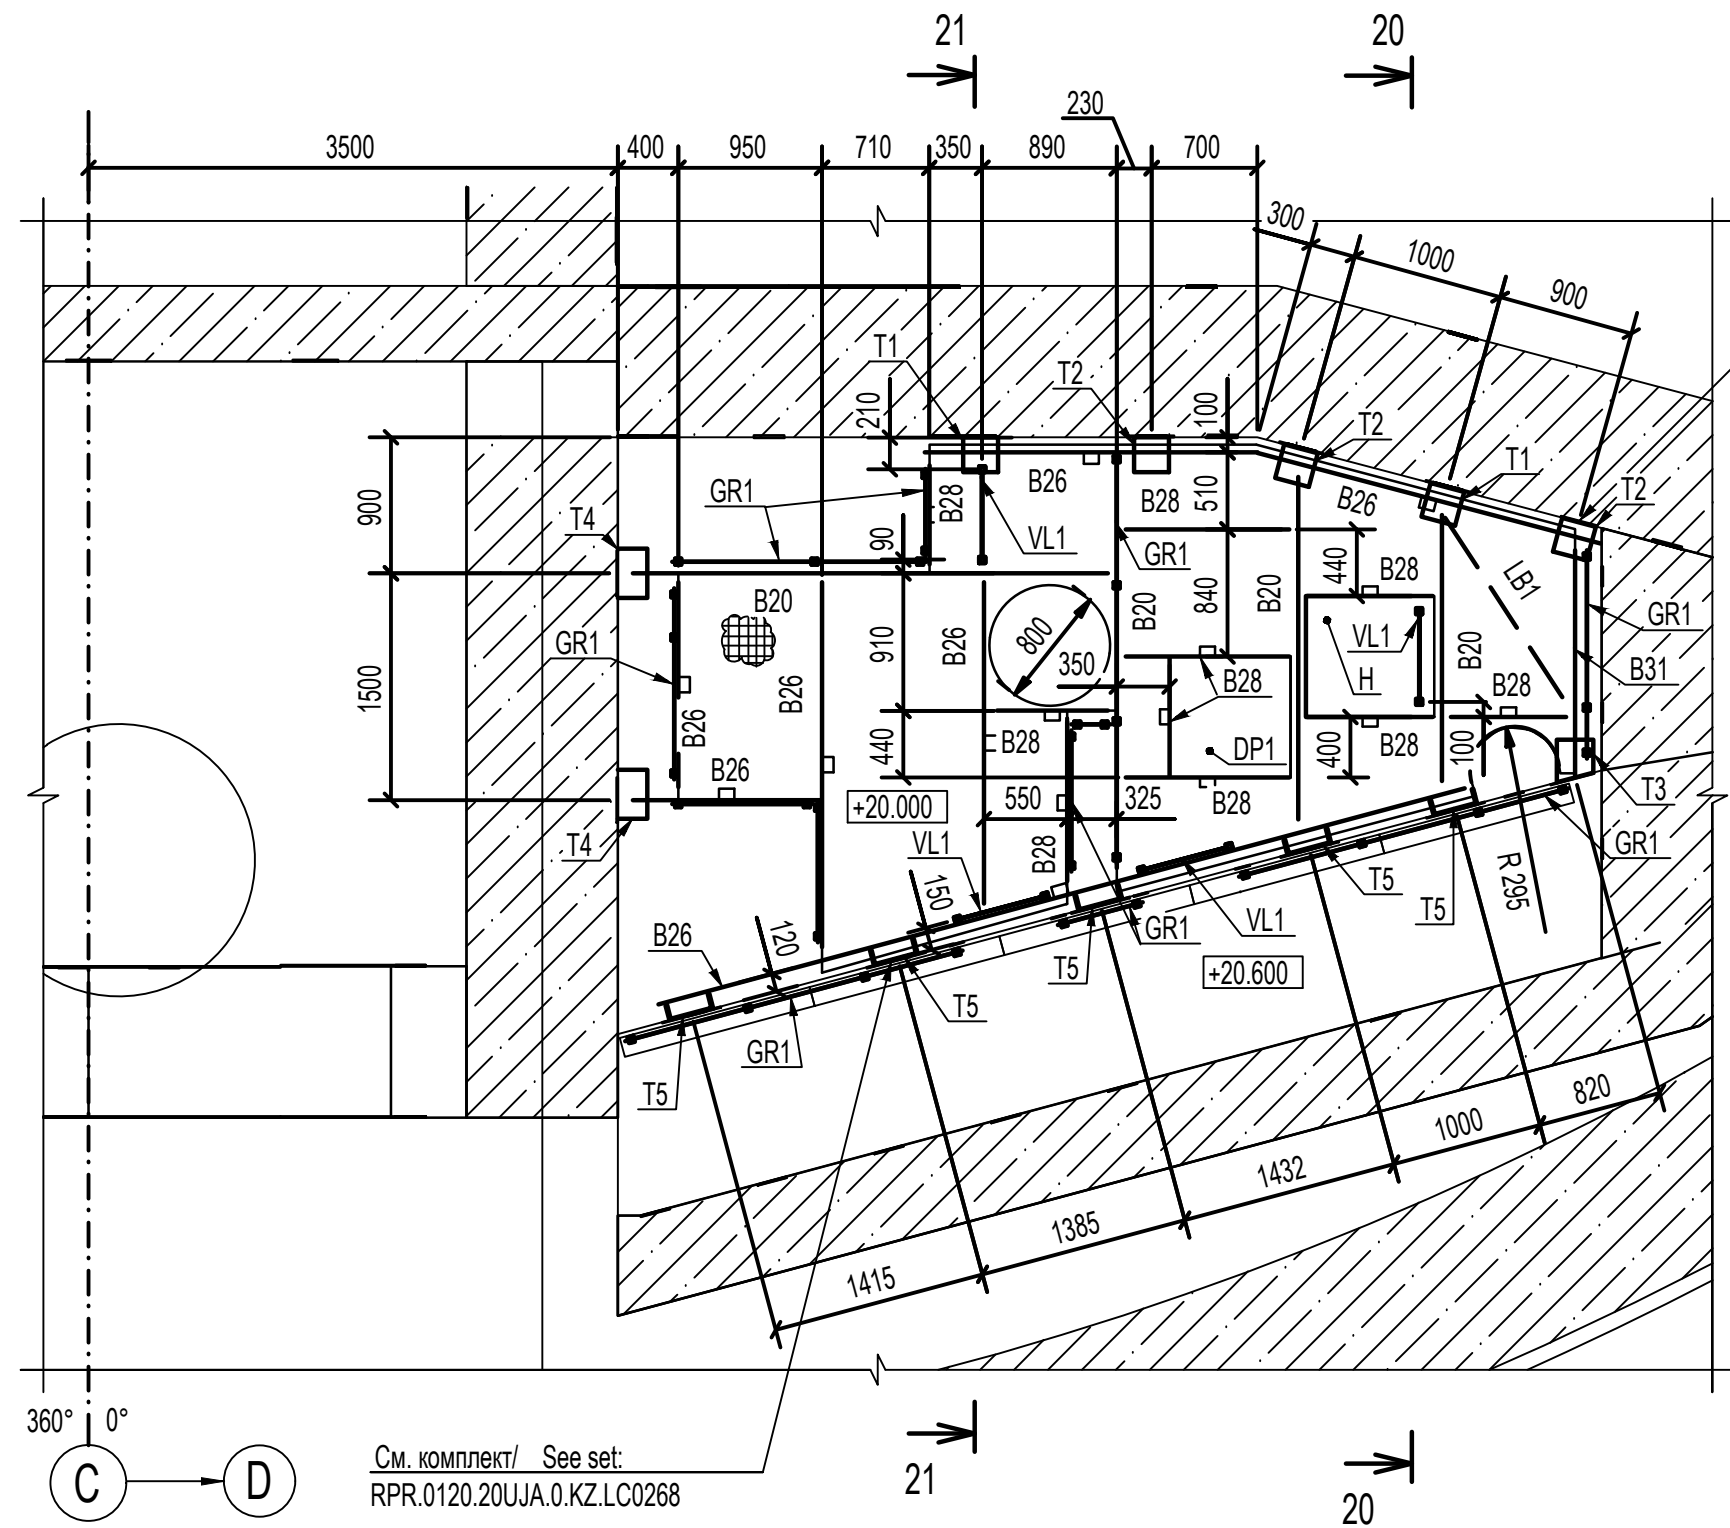 21
20
230
3500
400
950
710
350
890
700
300
1000
900
T1
T2
210
100
T2
T1
T2
900
T4
GR1
B28
B26
B28
510
B26
90
VL1
GR1
440
B28
LB1
B20
B26
800
B20
840
B20
GR1
GR1
1500
910
B26
350
B28
VL1
H
B20
B31
B28
B26
B26
440
B28
DP1
400
B28
100
+20.000
550
325
B28
T3
VL1
B28
R 295
GR1
150
T5
T5
B26
120
GR1
VL1
T5
+20.600
T5
GR1
T5
820
1000
1432
1385
1415
360°
0°
C
D
См. комплект/ See set:
RPR.0120.20UJA.0.KZ.LC0268
21
20
T4